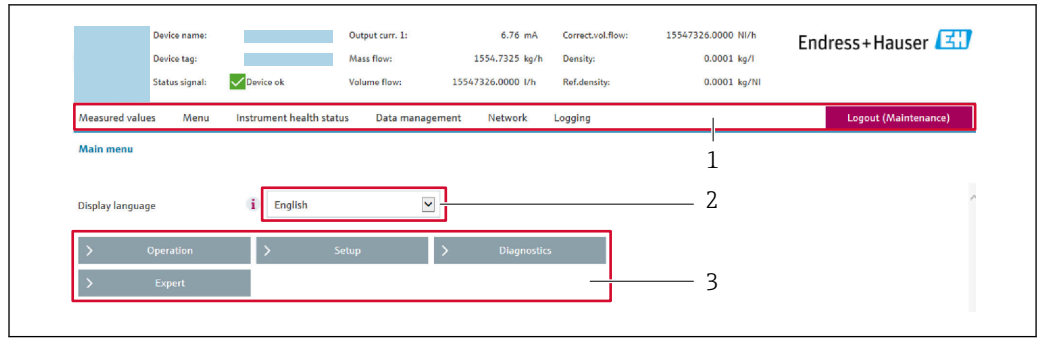 Device name: Output curr. 1: 6.76 mA Correct.vol.flow: 15547326.0000 Nl/h
Endress+Hauser EH
Device tag: Mass flow: 1554.7325 kg/h Density: 0.0001 kg/l
Status signal: Device ok Volume flow: 15547326.0000 l/h Ref.density: 0.0001 kg/Nl
Measured values Menu Instrument health status Data management Network Logging Logout (Maintenance)
1
Main menu
Display language i English 2
> Operation > Setup > Diagnostics
> Expert 3